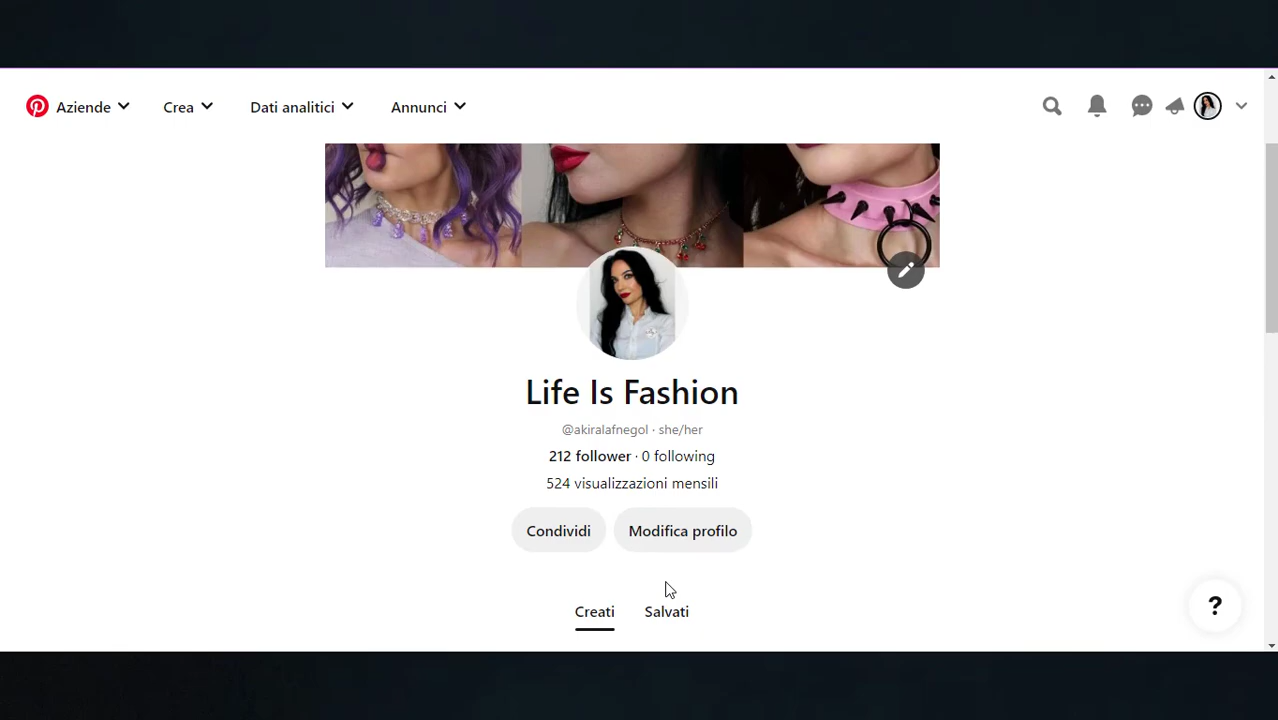 Aziende Crea Dati analitici Annunci
Life Is Fashion
@akiralafnegol · she/her
212 follower · 0 following
524 visualizzazioni mensili
Condividi Modifica profilo
Creati Salvati
?